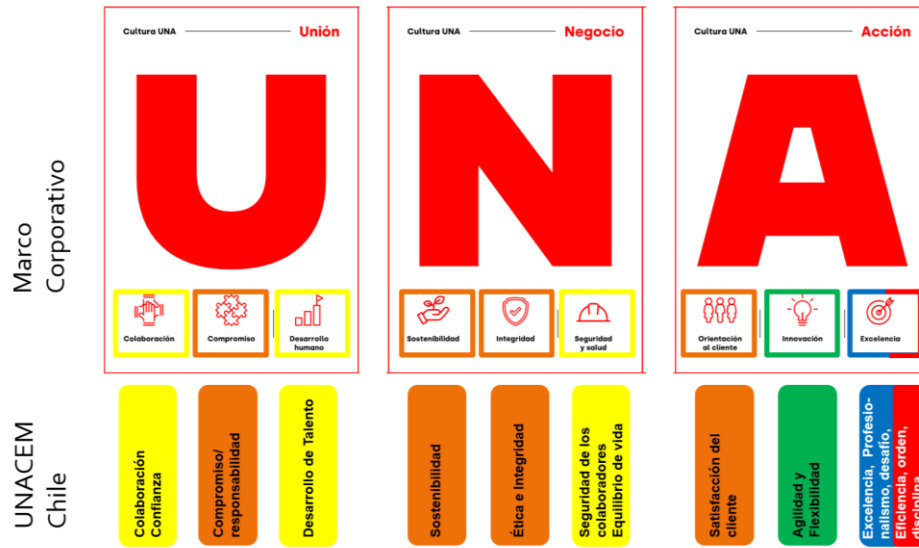 Marco
Corporativo
Cultura UNA
Unión
U
Colaboración
Compromiso
Desarrollo
humano
Cultura UNA
Negocio
N
Sostenibilidad
Integridad
Seguridad
y salud
Cultura UNA
Acción
A
Orientación
al cliente
Innovación
Excelencia
UNACEM
Chile
Colaboración
Confianza
Compromiso/
responsabilidad
Desarrollo de Talento
Sostenibilidad
Ética e Integridad
Seguridad de los
colaboradores
Equilibrio de vida
Satisfacción del
cliente
Agilidad y
Flexibilidad
Excelencia, Profesio-
nalismo, desafío,
Eficiencia, orden,
disciplina